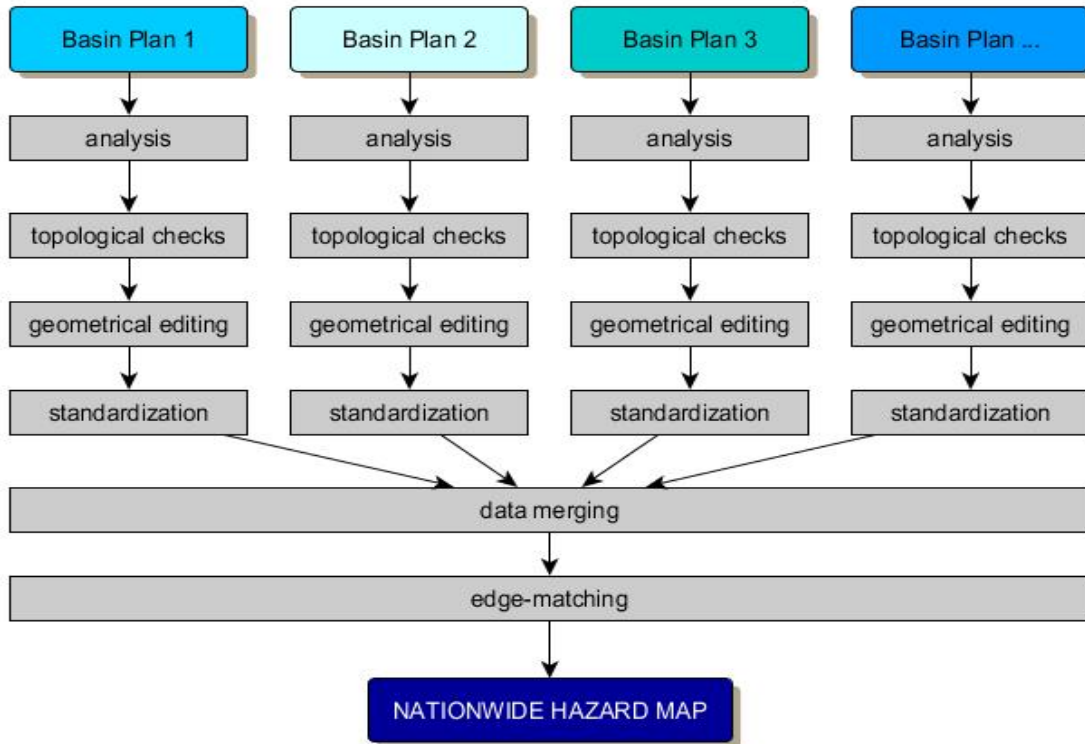 Basin Plan 1
Basin Plan 2
Basin Plan 3
Basin Plan ...
analysis
analysis
analysis
analysis
topological checks
topological checks
topological checks
topological checks
geometrical editing
geometrical editing
geometrical editing
geometrical editing
standardization
standardization
standardization
standardization
data merging
edge-matching
NATIONWIDE HAZARD MAP